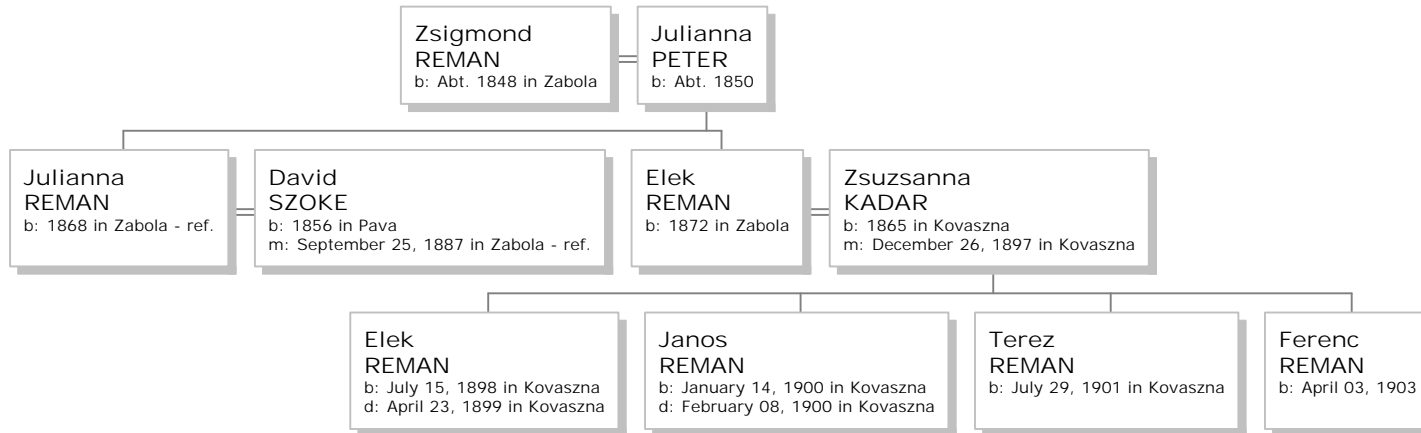 Zsigmond
REMAN
b: Abt. 1848 in Zabola
Julianna
PETER
b: Abt. 1850
Julianna
REMAN
b: 1868 in Zabola - ref.
David
SZOKE
b: 1856 in Pava
m: September 25, 1887 in Zabola - ref.
Elek
REMAN
b: 1872 in Zabola
Zsuzsanna
KADAR
b: 1865 in Kovaszna
m: December 26, 1897 in Kovaszna
Elek
REMAN
b: July 15, 1898 in Kovaszna
d: April 23, 1899 in Kovaszna
Janos
REMAN
b: January 14, 1900 in Kovaszna
d: February 08, 1900 in Kovaszna
Terez
REMAN
b: July 29, 1901 in Kovaszna
Ferenc
REMAN
b: April 03, 1903